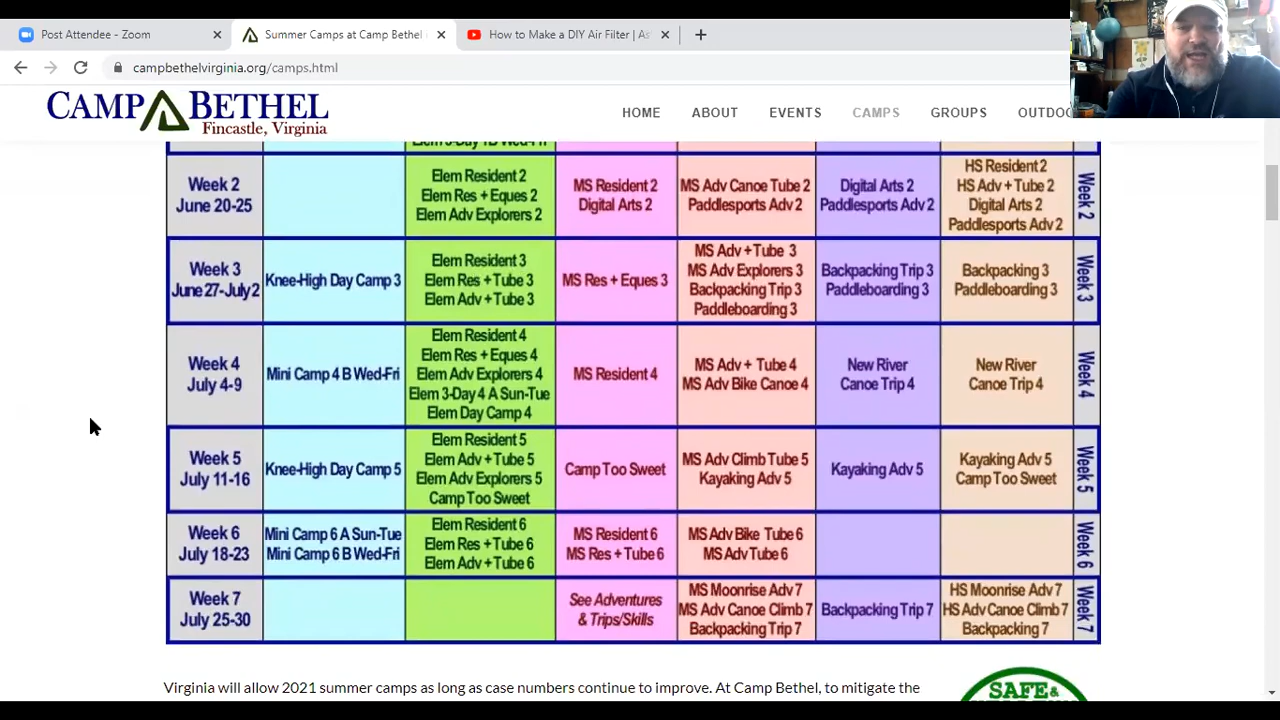 Post Attendee - Zoom
Summer Camps at Camp Bethel
How to Make a DIY Air Filter | As
campbethelvirginia.org/camps.html
CAMP BETHEL
Fincastle, Virginia
HOME ABOUT EVENTS CAMPS GROUPS OUTDO
Elem 3-Day 1B Wed-Fri
Week 2
June 20-25
Elem Resident 2
Elem Res + Eques 2
Elem Adv Explorers 2
MS Resident 2
Digital Arts 2
MS Adv Canoe Tube 2
Paddlesports Adv 2
Digital Arts 2
Paddlesports Adv 2
HS Resident 2
HS Adv + Tube 2
Digital Arts 2
Paddlesports Adv 2
Week 2
Week 3
June 27-July 2
Knee-High Day Camp 3
Elem Resident 3
Elem Res + Tube 3
Elem Adv + Tube 3
MS Res + Eques 3
MS Adv + Tube 3
MS Adv Explorers 3
Backpacking Trip 3
Paddleboarding 3
Backpacking Trip 3
Paddleboarding 3
Backpacking 3
Paddleboarding 3
Week 3
Week 4
July 4-9
Mini Camp 4 B Wed-Fri
Elem Resident 4
Elem Res + Eques 4
Elem Adv Explorers 4
Elem 3-Day 4 A Sun-Tue
Elem Day Camp 4
MS Resident 4
MS Adv + Tube 4
MS Adv Bike Canoe 4
New River
Canoe Trip 4
New River
Canoe Trip 4
Week 4
Week 5
July 11-16
Knee-High Day Camp 5
Elem Resident 5
Elem Adv + Tube 5
Elem Adv Explorers 5
Camp Too Sweet
Camp Too Sweet
MS Adv Climb Tube 5
Kayaking Adv 5
Kayaking Adv 5
Kayaking Adv 5
Camp Too Sweet
Week 5
Week 6
July 18-23
Mini Camp 6 A Sun-Tue
Mini Camp 6 B Wed-Fri
Elem Resident 6
Elem Res + Tube 6
Elem Adv + Tube 6
MS Resident 6
MS Res + Tube 6
MS Adv Bike Tube 6
MS Adv Tube 6
Week 6
Week 7
July 25-30
See Adventures
& Trips/Skills
MS Moonrise Adv 7
MS Adv Canoe Climb 7
Backpacking Trip 7
Backpacking Trip 7
HS Moonrise Adv 7
HS Adv Canoe Climb 7
Backpacking 7
Week 7
Virginia will allow 2021 summer camps as long as case numbers continue to improve. At Camp Bethel, to mitigate the
SAFE &